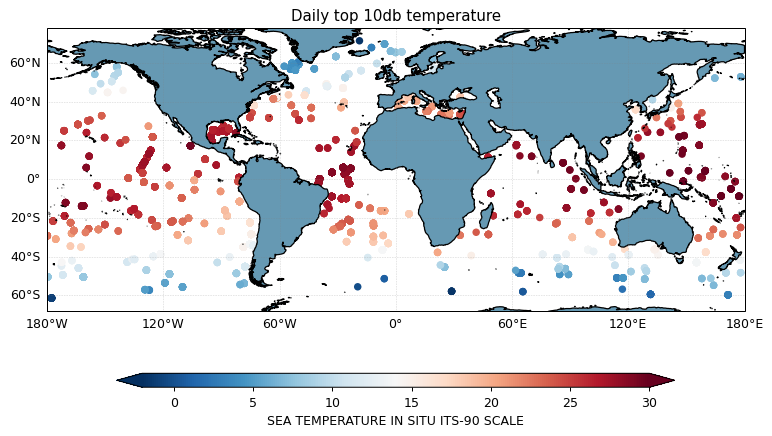 Daily top 10db temperature
60°N
40°N
20°N
0°
20°S
40°S
60°S
180°W 120°W 60°W 0° 60°E 120°E 180°E
0 5 10 15 20 25 30
SEA TEMPERATURE IN SITU ITS-90 SCALE